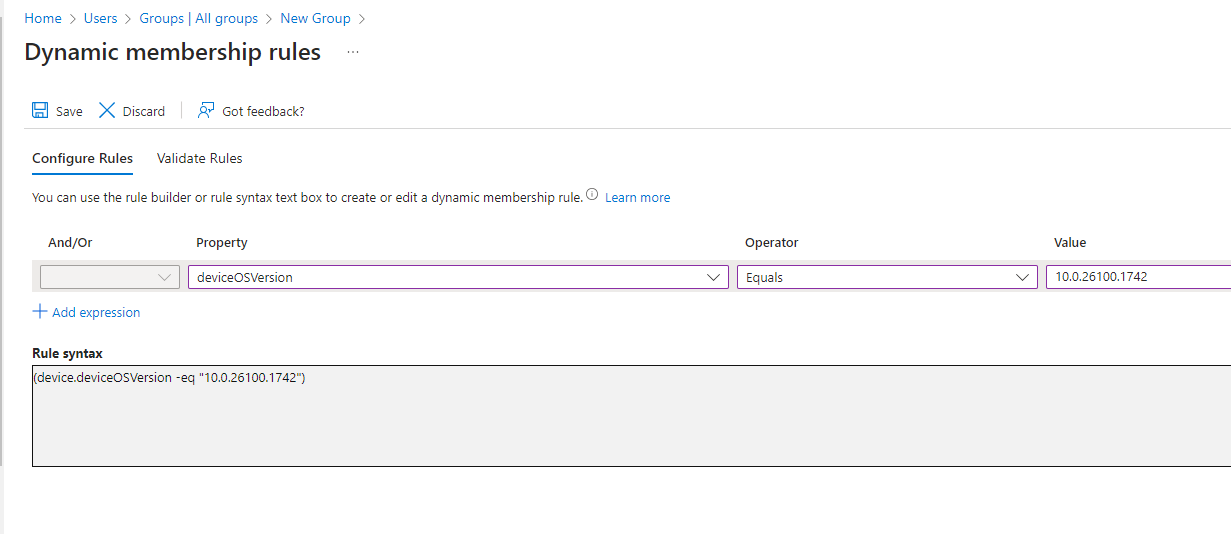 Home > Users > Groups | All groups > New Group >
Dynamic membership rules ...
Save Discard Got feedback?
Configure Rules Validate Rules
You can use the rule builder or rule syntax text box to create or edit a dynamic membership rule. Learn more
And/Or Property Operator Value
deviceOSVersion Equals 10.0.26100.1742
+ Add expression
Rule syntax
(device.deviceOSVersion -eq "10.0.26100.1742")